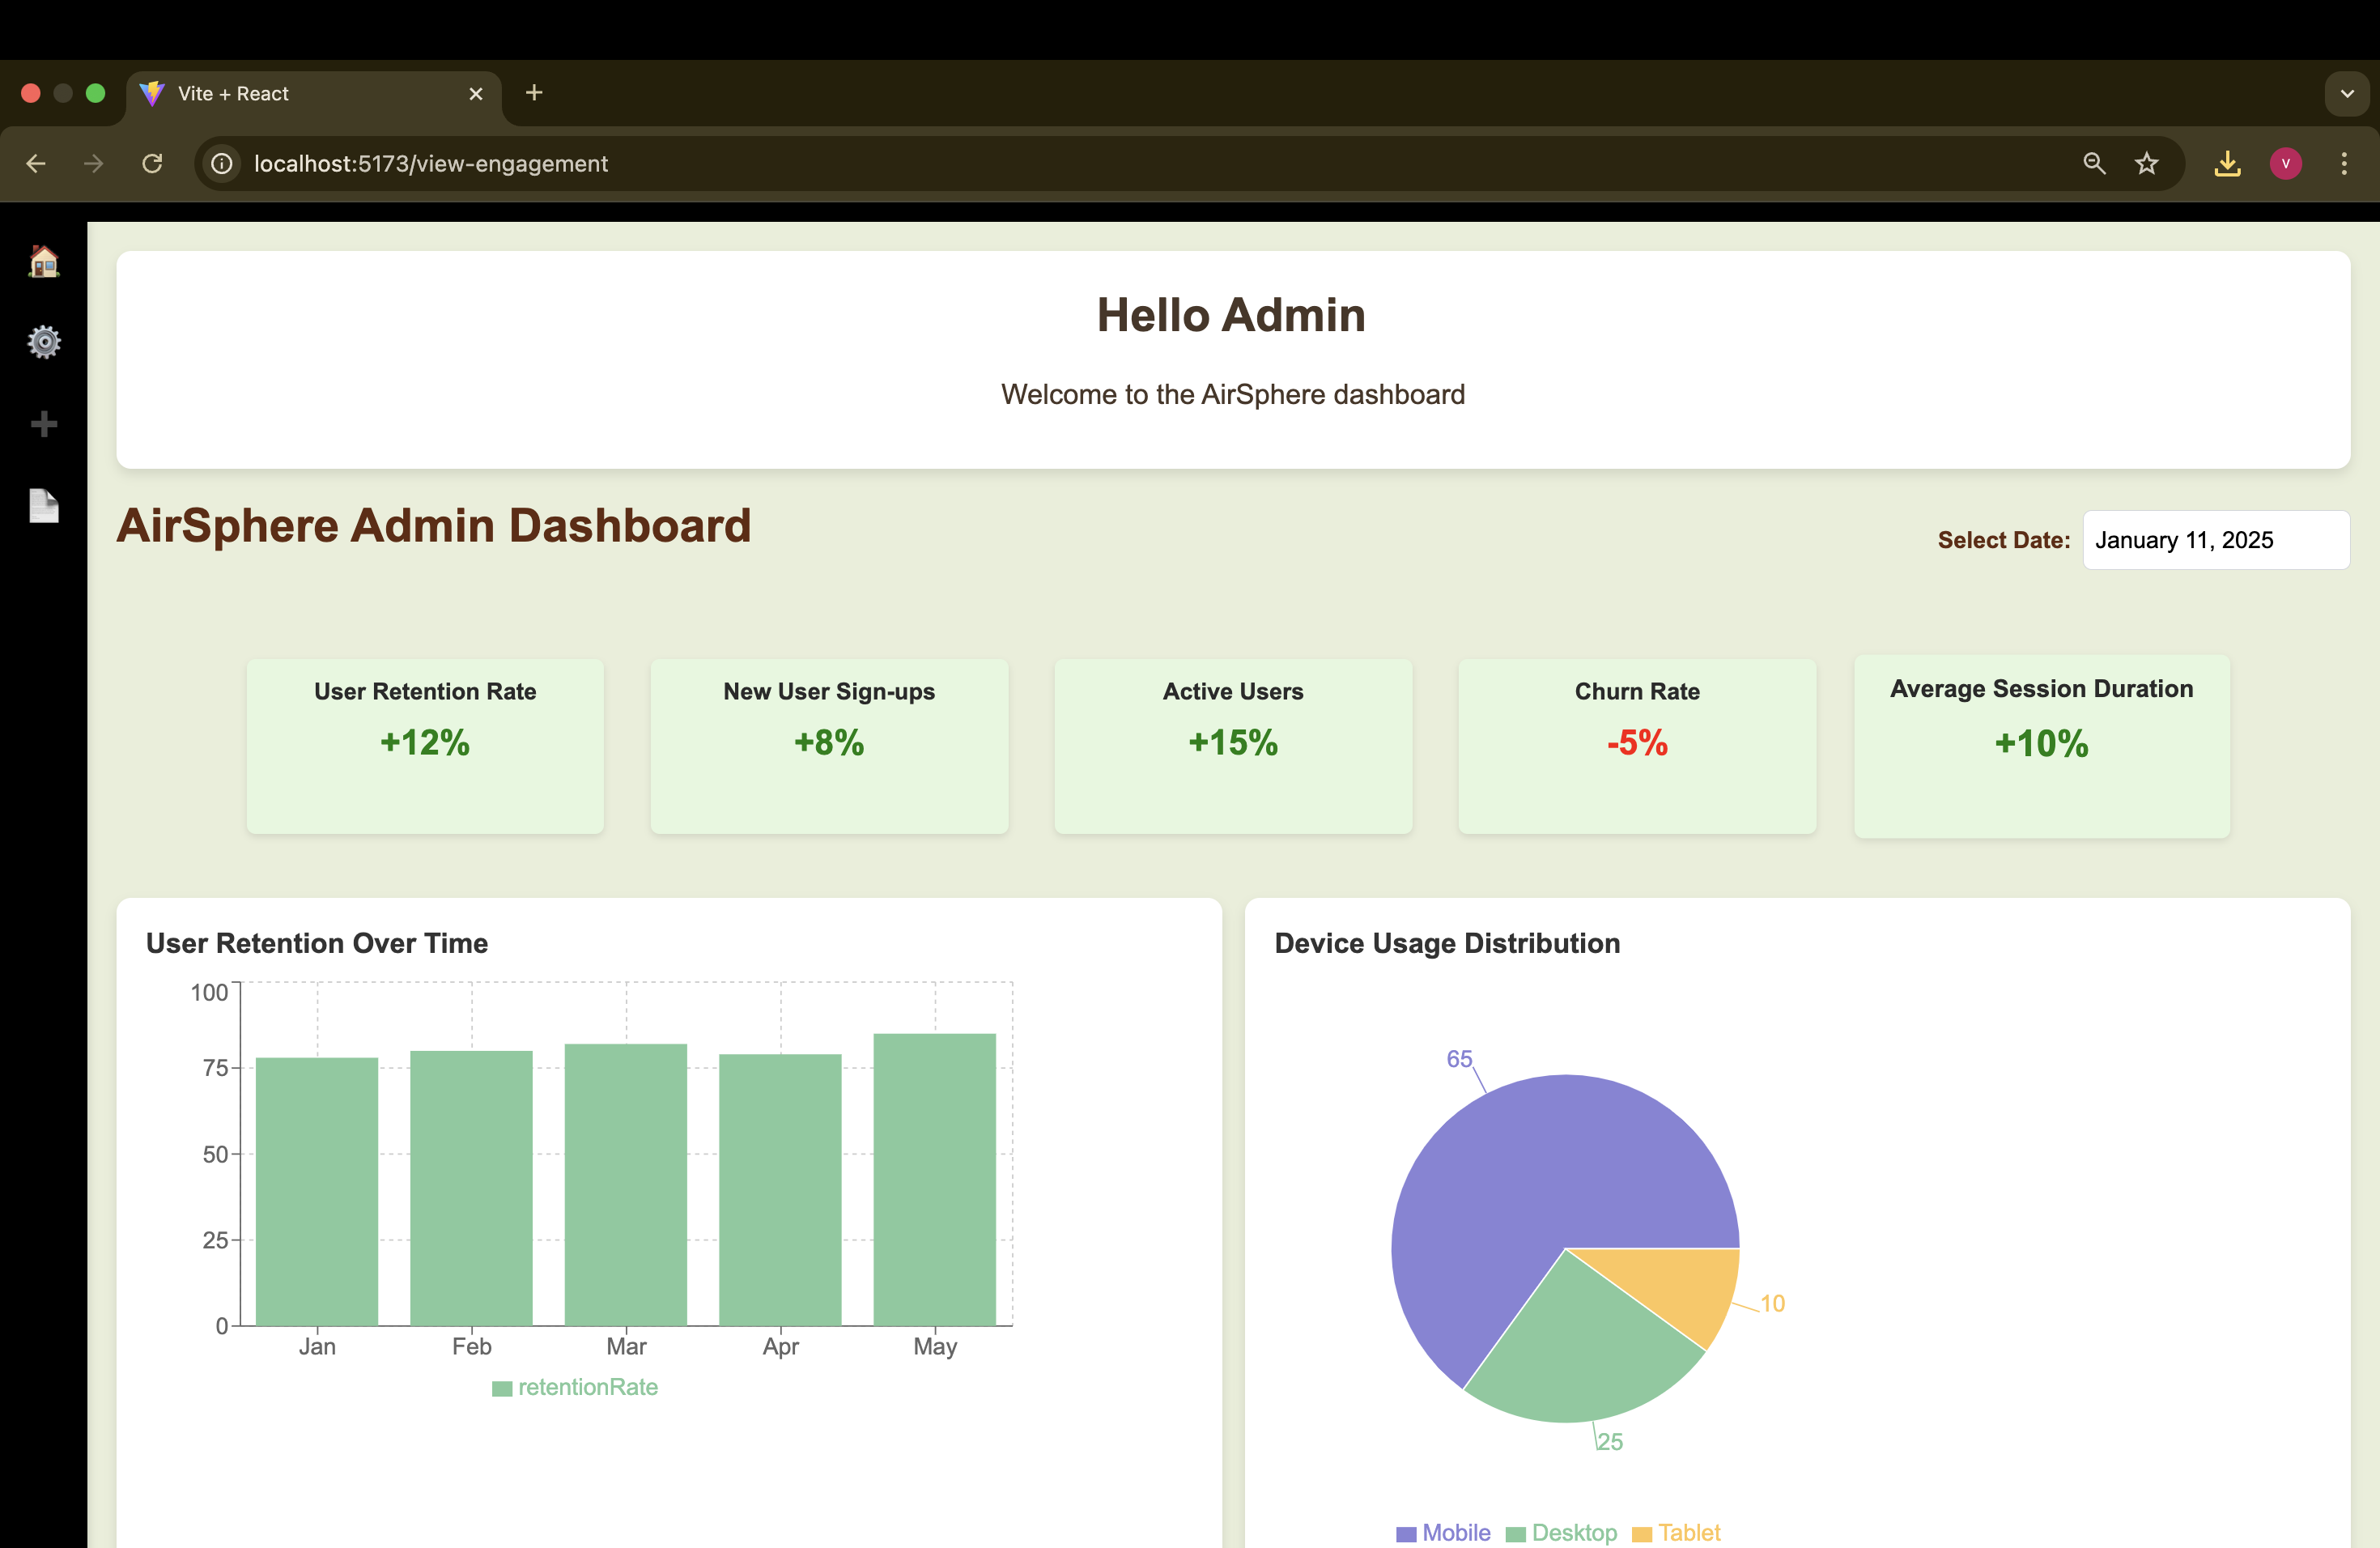 Vite + React
localhost:5173/view-engagement
V
Hello Admin
Welcome to the AirSphere dashboard
AirSphere Admin Dashboard
Select Date: January 11, 2025
User Retention Rate
+12%
New User Sign-ups
+8%
Active Users
+15%
Churn Rate
-5%
Average Session Duration
+10%
User Retention Over Time
100
75
50
25
0
Jan Feb Mar Apr May
retentionRate
Device Usage Distribution
65
10
25
Mobile Desktop Tablet